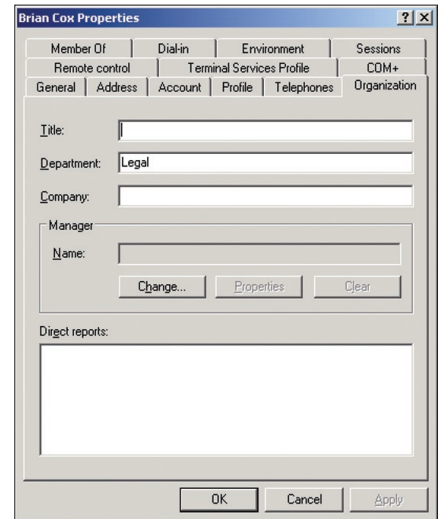 Brian Cox Properties
Member Of Dial-in Environment Sessions
Remote control Terminal Services Profile COM+
General Address Account Profile Telephones Organization
Title:
Department: Legal
Company:
Manager
Name:
Change... Properties Clear
Direct reports:
OK Cancel Apply